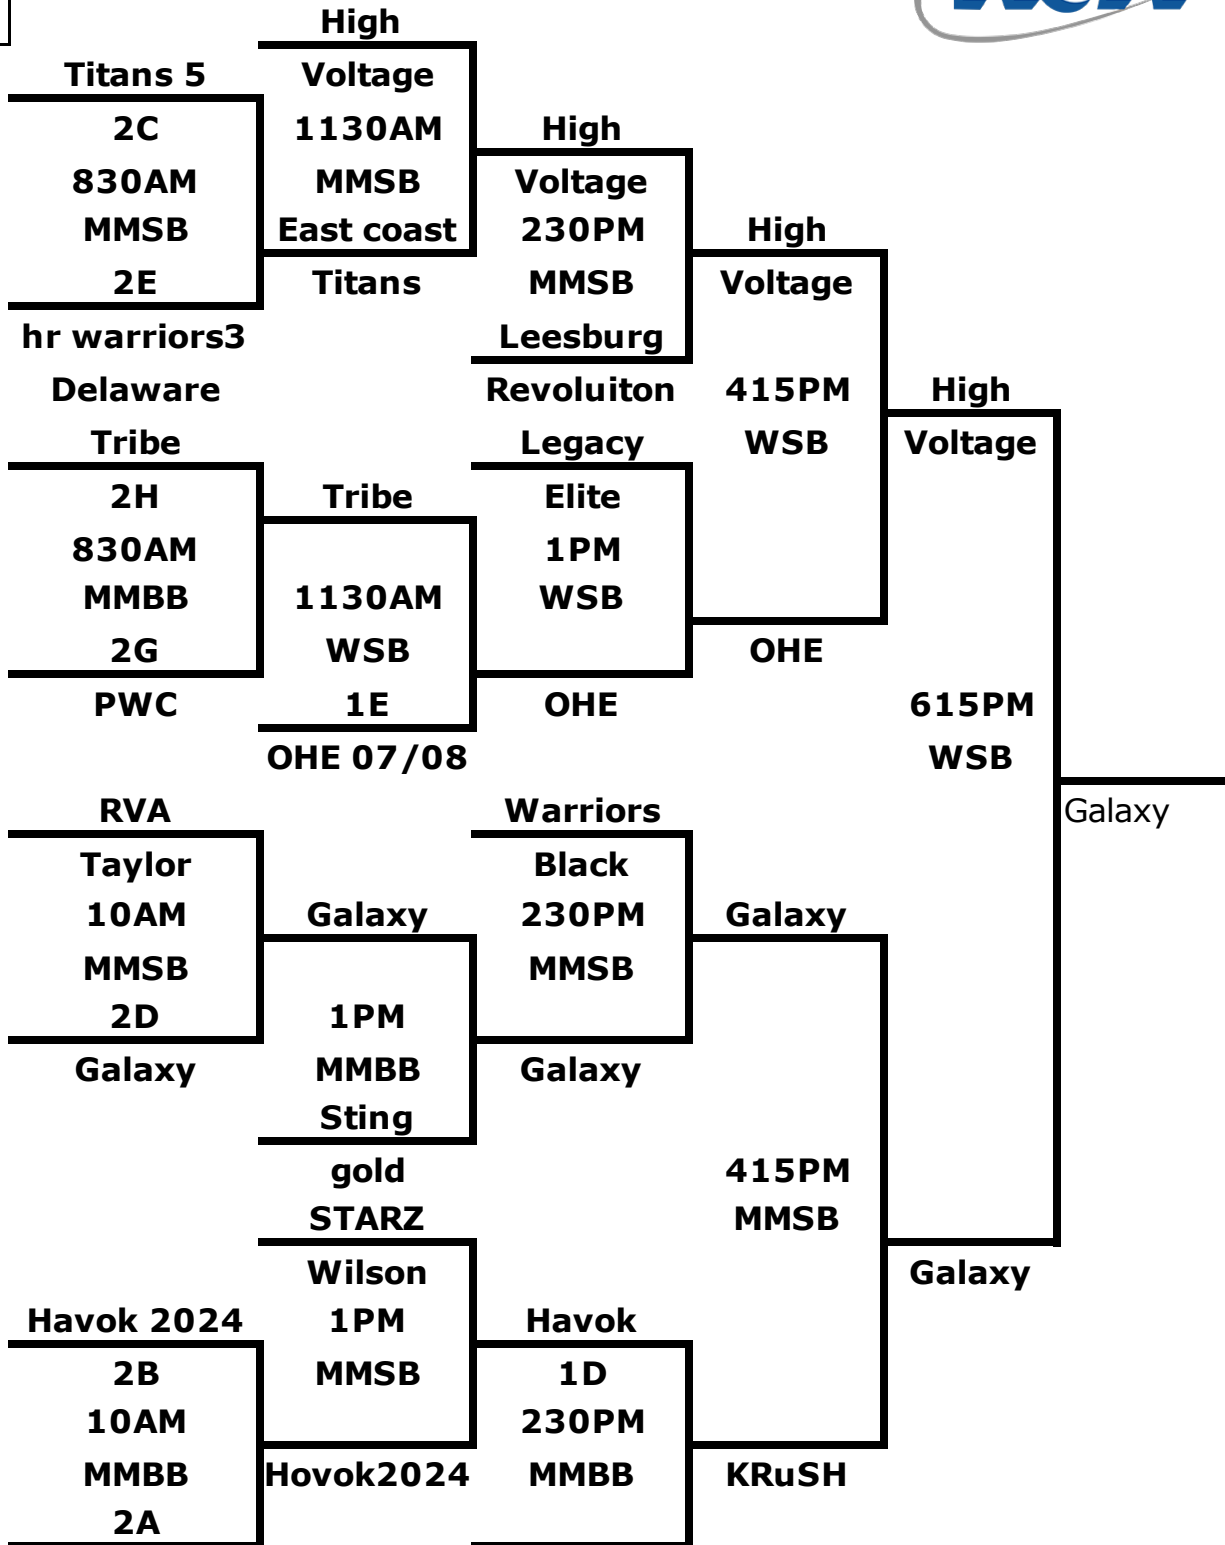 High
Titans 5 Voltage
2C 1130AM High
830AM MMSB Voltage
MMSB East coast 230PM High
2E Titans MMSB Voltage
hr warriors3 Leesburg
Delaware Revoluiton 415PM High
Tribe Legacy WSB Voltage
2H Tribe Elite
830AM 1PM
MMBB 1130AM WSB
2G WSB OHE
PWC 1E OHE 615PM
OHE 07/08 WSB
RVA Warriors Galaxy
Taylor Black
10AM Galaxy 230PM Galaxy
MMSB MMSB
2D 1PM
Galaxy MMBB Galaxy
Sting
gold 415PM
STARZ MMSB
Wilson Galaxy
Havok 2024 1PM Havok
2B MMSB 1D
10AM 230PM
MMBB Hovok2024 MMBB KRuSH
2A